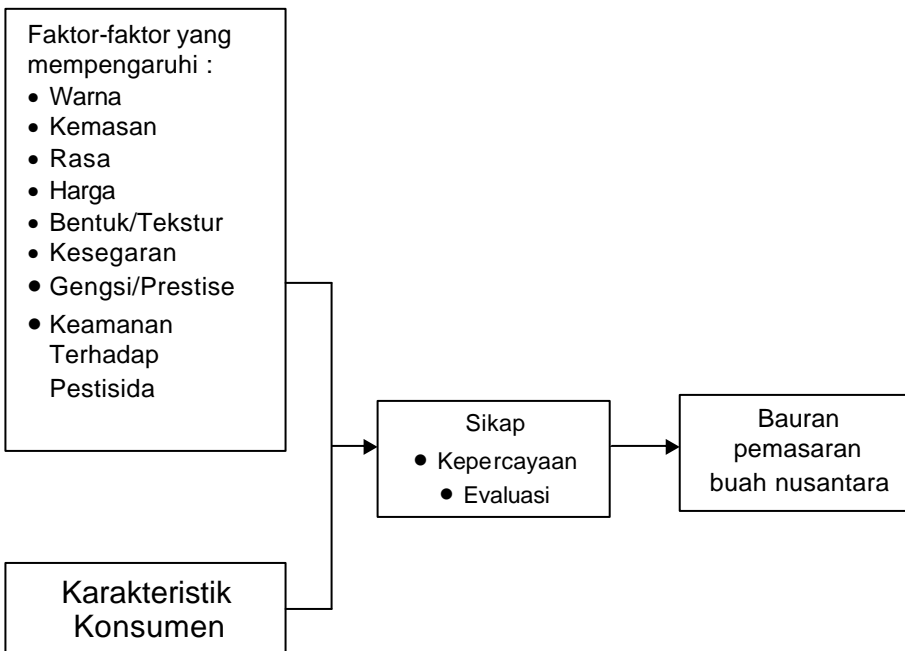 Faktor-faktor yang
mempengaruhi :
• Warna
• Kemasan
• Rasa
• Harga
• Bentuk/Tekstur
• Kesegaran
• Gengsi/Prestise
• Keamanan
Terhadap
Pestisida
Sikap
• Kepercayaan
• Evaluasi
Bauran
pemasaran
buah nusantara
Karakteristik
Konsumen